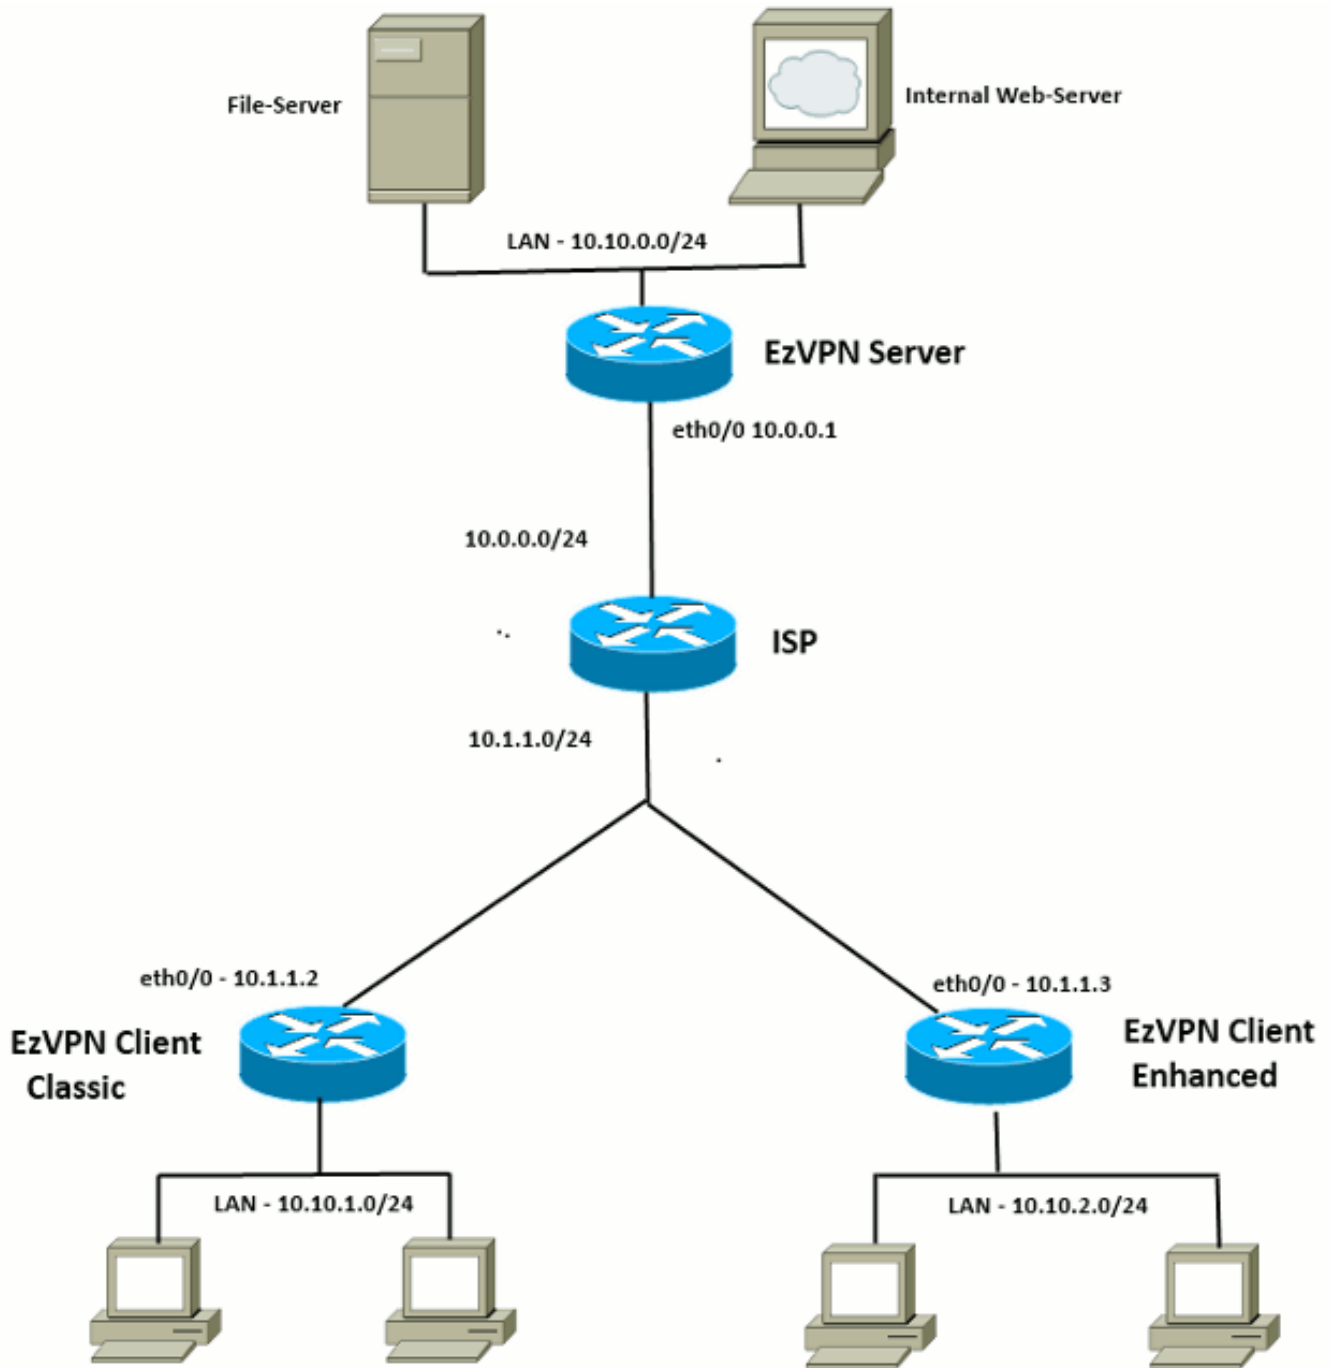 File-Server
Internal Web-Server
LAN - 10.10.0.0/24
EzVPN Server
eth0/0 10.0.0.1
10.0.0.0/24
ISP
10.1.1.0/24
eth0/0 - 10.1.1.2
eth0/0 - 10.1.1.3
EzVPN Client
Classic
EzVPN Client
Enhanced
LAN - 10.10.1.0/24
LAN - 10.10.2.0/24